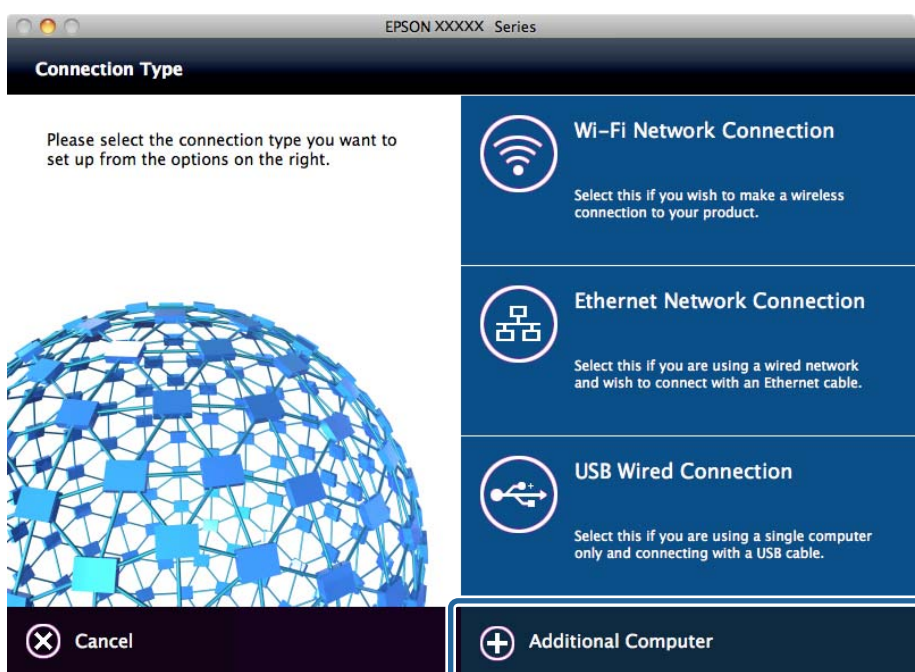 EPSON XXXXX Series
Connection Type
Please select the connection type you want to
set up from the options on the right.
Wi-Fi Network Connection
Select this if you wish to make a wireless
connection to your product.
Ethernet Network Connection
Select this if you are using a wired network
and wish to connect with an Ethernet cable.
USB Wired Connection
Select this if you are using a single computer
only and connecting with a USB cable.
Cancel
Additional Computer